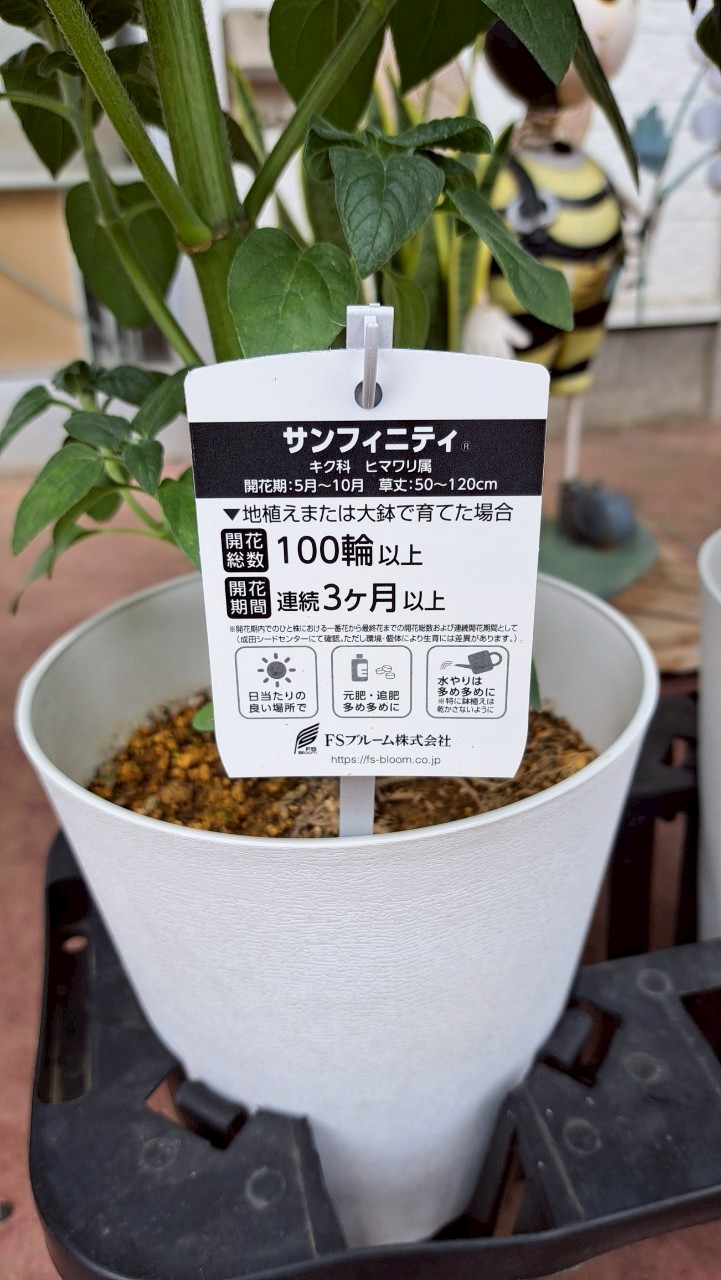 サンフィニティ®
キク科 ヒマワリ属
開花期:5月～10月 草丈:50～120cm
▼地植えまたは大鉢で育てた場合
開花総数 100輪以上
開花期間 連続3ヶ月以上
※開花期内でのひと株における一番花から最終花までの開花総数および連続開花期間として
(成田シードセンターにて確認。ただし環境・個体により生育には差異があります。)
日当たりの
良い場所で
元肥・追肥
多め多めに
水やりは
多め多めに
※特に鉢植えは
乾かさないように
FS Bloom
FSブルーム株式会社
https://fs-bloom.co.jp